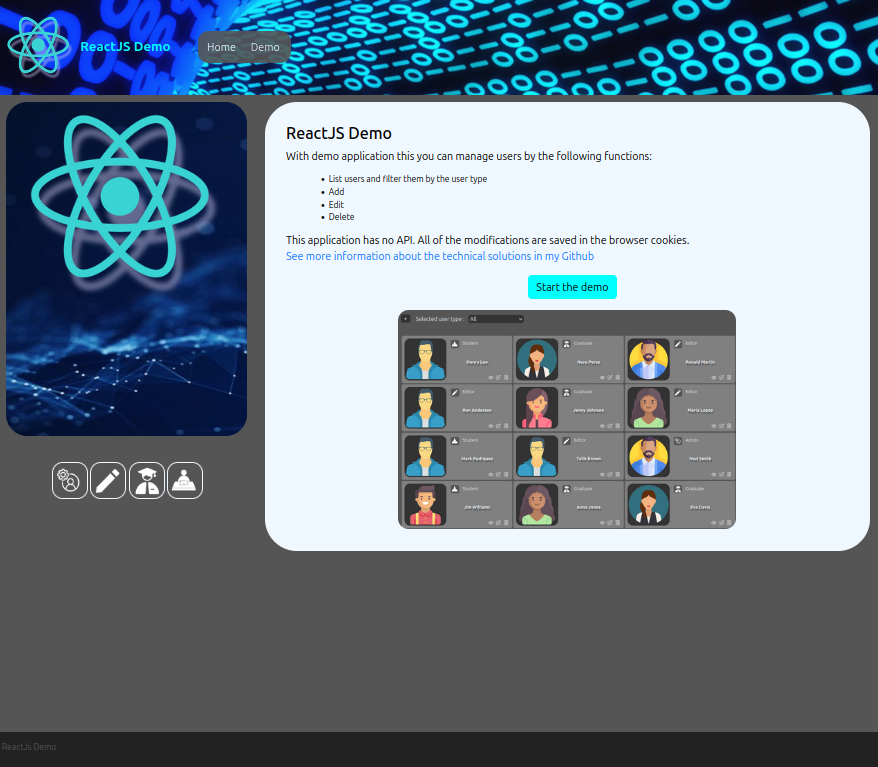 ReactJS Demo
Home
Demo
ReactJS Demo
With demo application this you can manage users by the following functions:
List users and filter them by the user type
Add
Edit
Delete
This application has no API. All of the modifications are saved in the browser cookies.
See more information about the technical solutions in my Github
Start the demo
Selected user type :
All
Student
Graduate
Editor
Penny Lee
Nora Perez
Ronald Martin
Editor
Graduate
Editor
Ron Anderson
Jenny Johnson
Maria Lopez
Student
Editor
Admin
Mark Rodriguez
Talib Brown
Nori Smith
Student
Graduate
Graduate
Jim Williams
Anna Jones
Eva Davis
ReactJs Demo